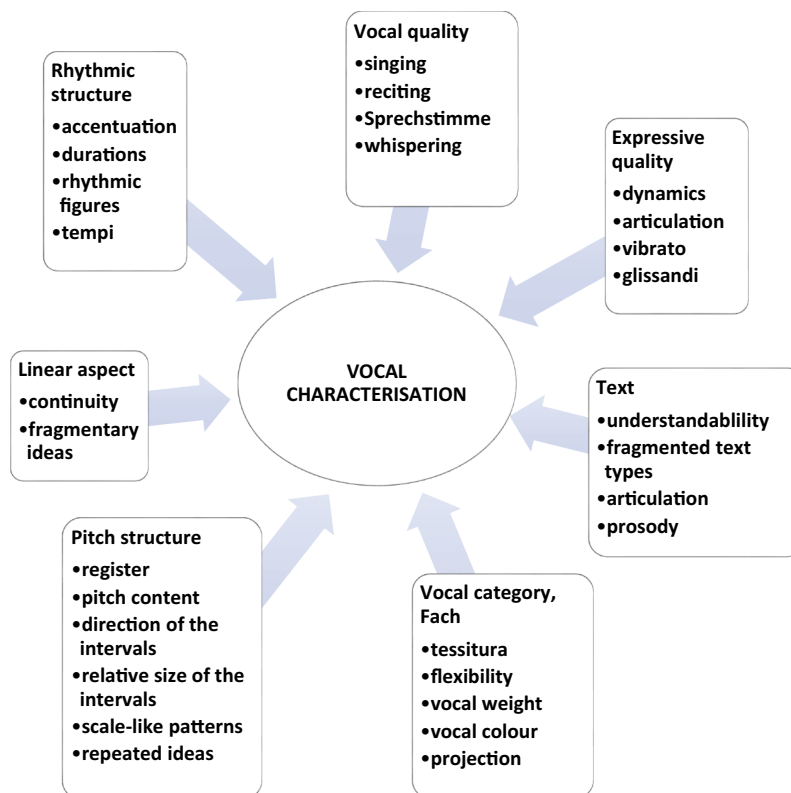 Vocal quality
•singing
•reciting
•Sprechstimme
•whispering
Rhythmic
structure
•accentuation
•durations
•rhythmic
figures
•tempi
Expressive
quality
•dynamics
•articulation
•vibrato
•glissandi
VOCAL
CHARACTERISATION
Linear aspect
•continuity
•fragmentary
ideas
Text
•understandablility
•fragmented text
types
•articulation
•prosody
Pitch structure
•register
•pitch content
•direction of the
intervals
•relative size of the
intervals
•scale-like patterns
•repeated ideas
Vocal category,
Fach
•tessitura
•flexibility
•vocal weight
•vocal colour
•projection